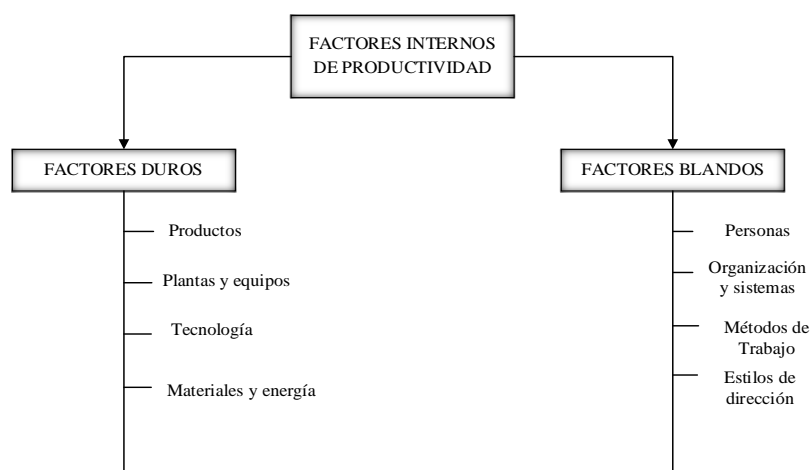 FACTORES INTERNOS
DE PRODUCTIVIDAD
FACTORES DUROS
Productos
Plantas y equipos
Tecnología
Materiales y energía
FACTORES BLANDOS
Personas
Organización
y sistemas
Métodos de
Trabajo
Estilos de
dirección